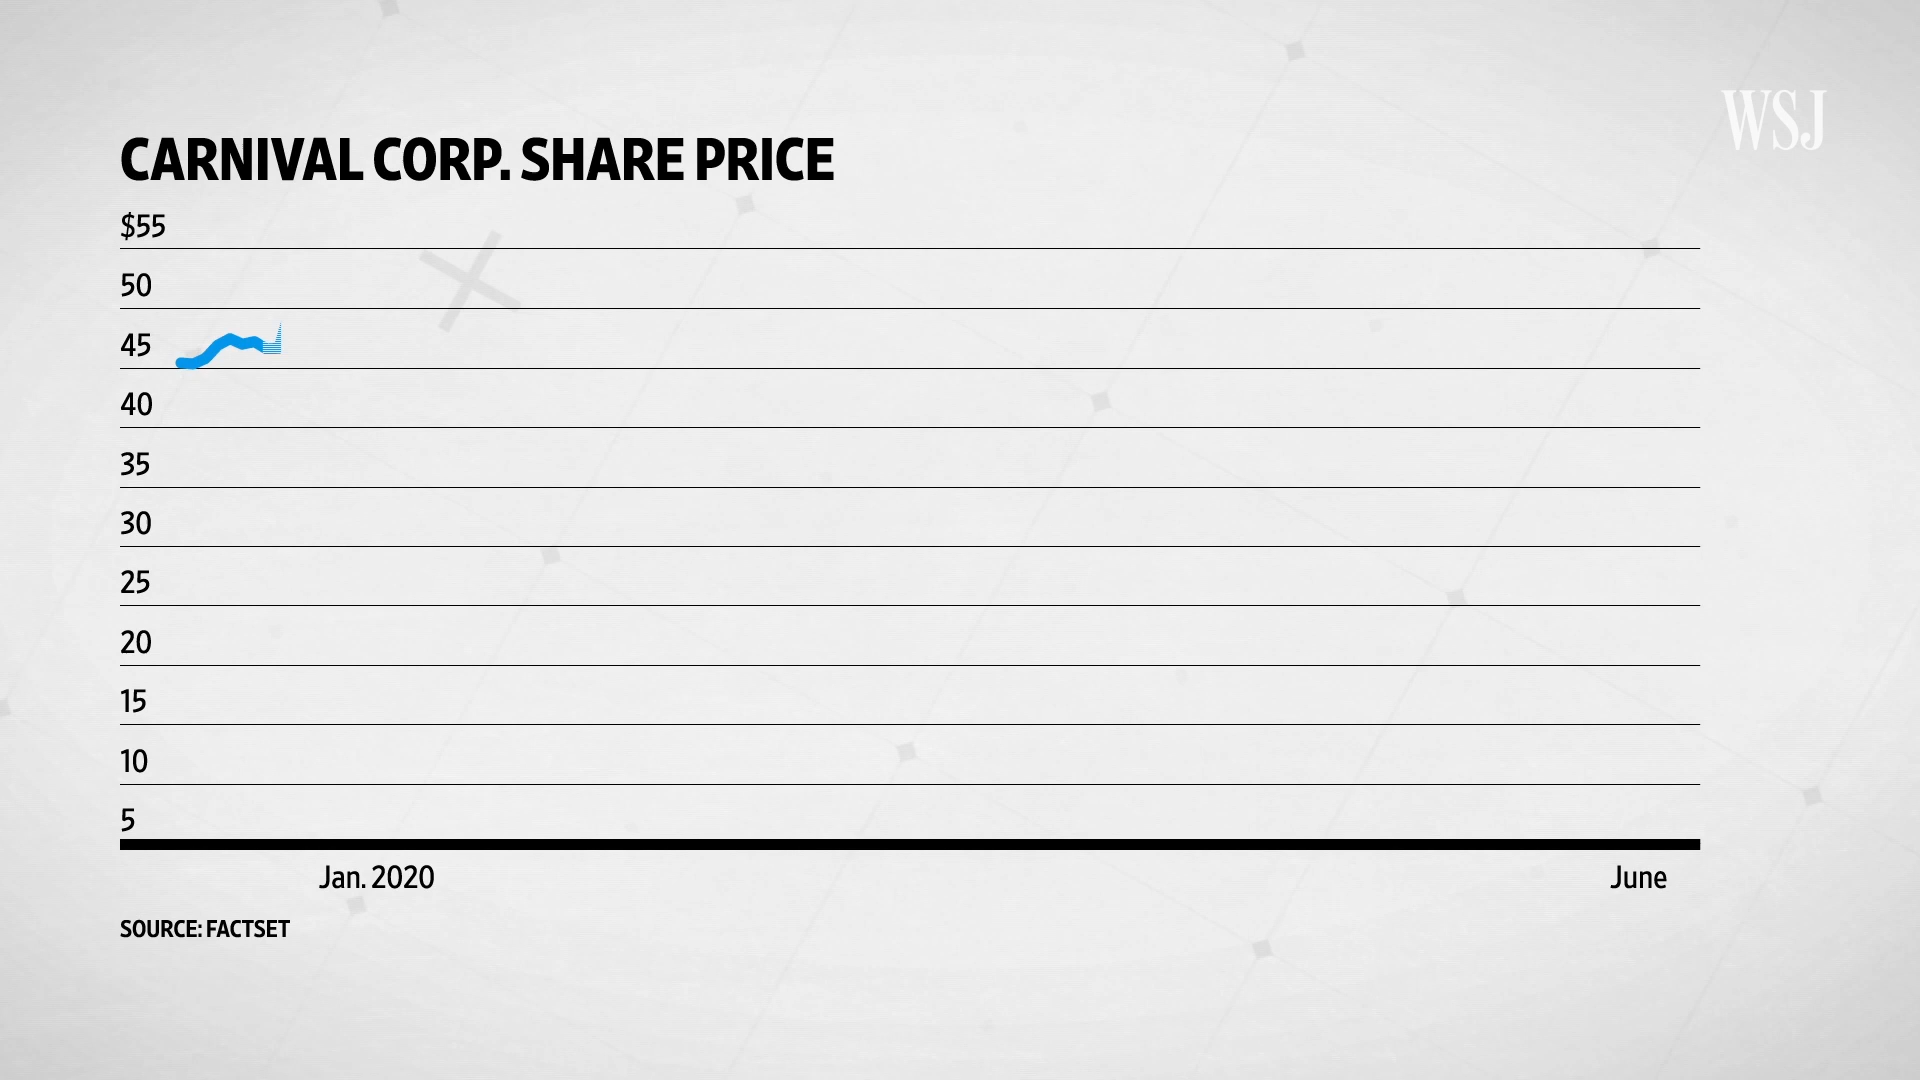 WSJ
CARNIVAL CORP. SHARE PRICE
$55
50
45
40
35
30
25
20
15
10
5
Jan. 2020 June
SOURCE: FACTSET